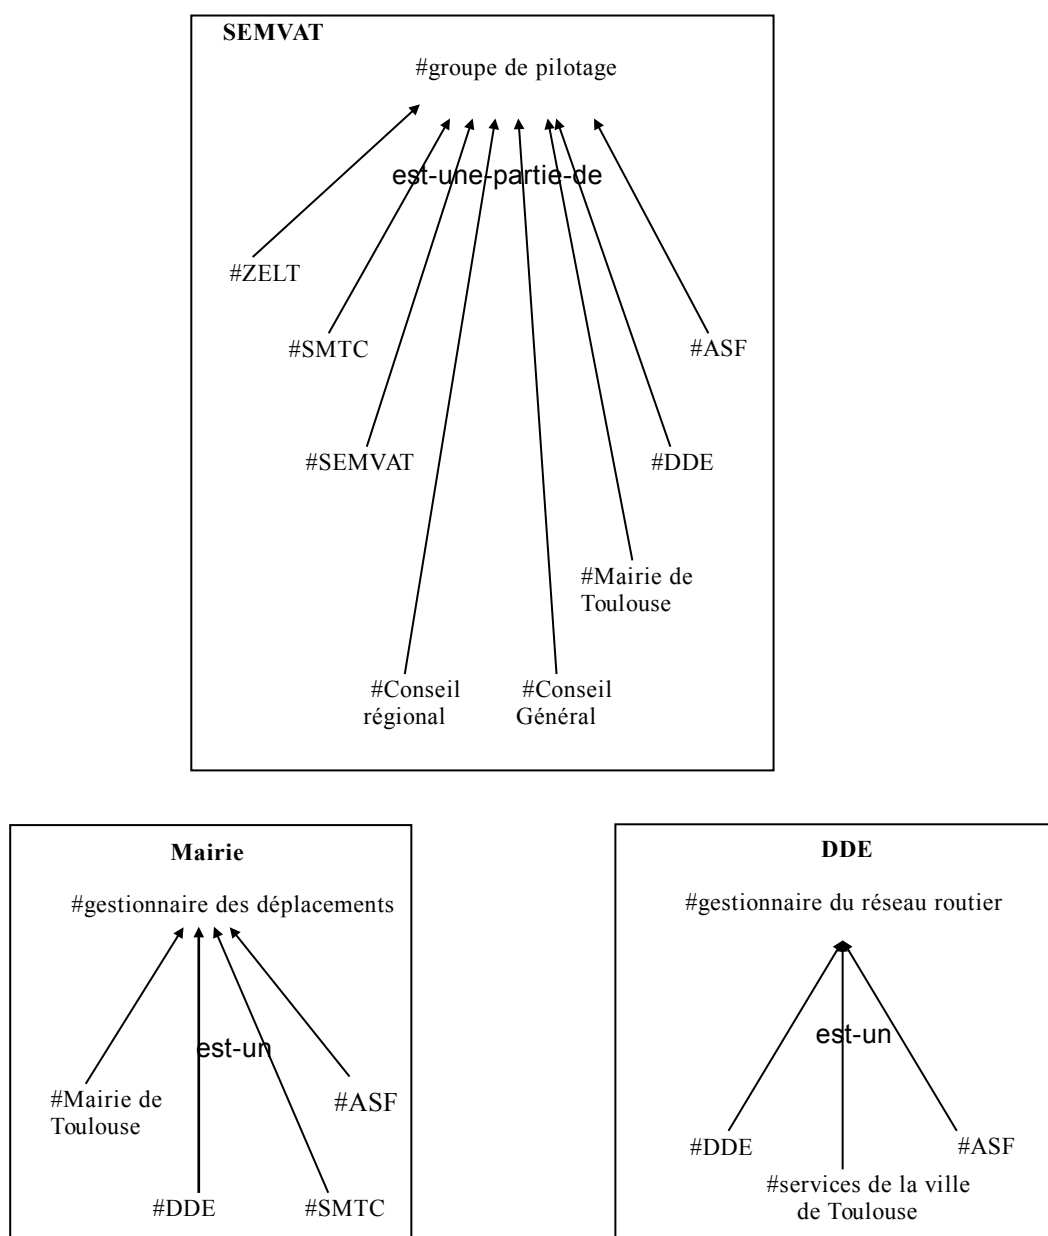 SEMVAT
#groupe de pilotage
est-une-partie-de
#ZELT
#SMTC
#ASF
#SEMVAT
#DDE
#Mairie de
Toulouse
#Conseil
régional
#Conseil
Général
Mairie
#gestionnaire des déplacements
est-un
#Mairie de
Toulouse
#ASF
#DDE
#SMTC
DDE
#gestionnaire du réseau routier
est-un
#DDE
#ASF
#services de la ville
de Toulouse